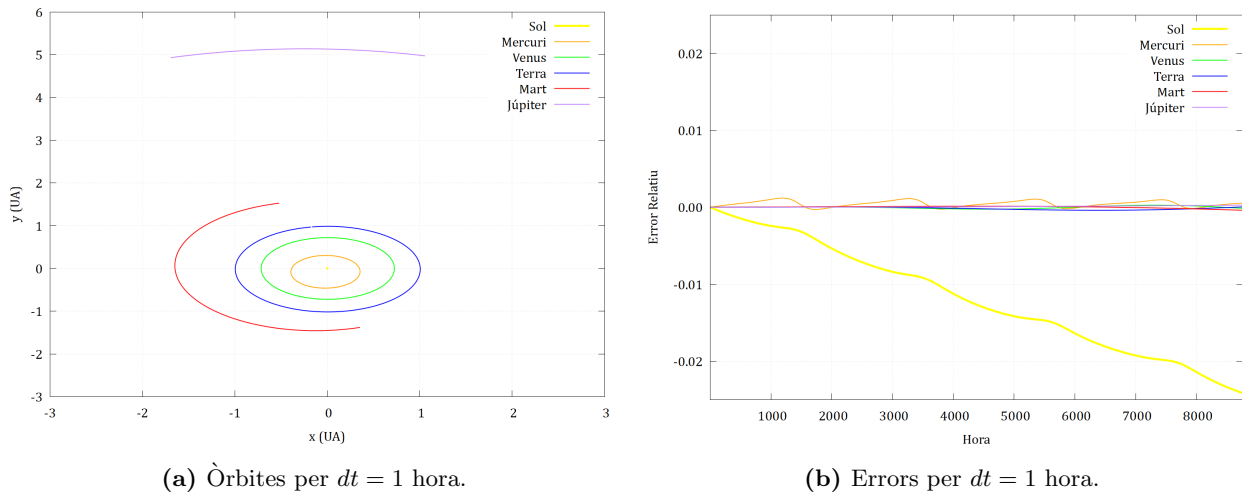 6
5
4
3
2
1
0
-1
-2
-3
-3
-2
-1
0
1
2
3
y (UA)
x (UA)
Sol
Mercuri
Venus
Terra
Mart
Júpiter
(a) Òrbites per dt = 1 hora.
0.02
0.01
0.00
-0.01
-0.02
1000
2000
3000
4000
5000
6000
7000
8000
Error Relatiu
Hora
Sol
Mercuri
Venus
Terra
Mart
Júpiter
(b) Errors per dt = 1 hora.